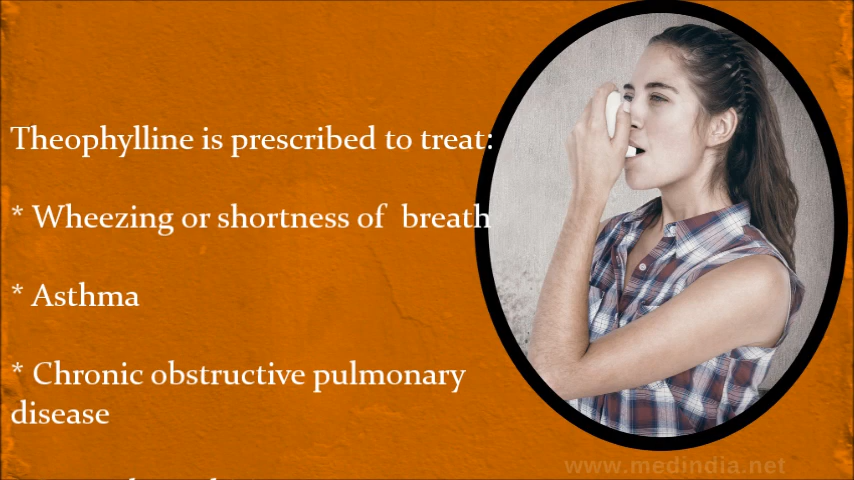 Theophylline is prescribed to treat:
* Wheezing or shortness of  breath
* Asthma
* Chronic obstructive pulmonary
disease
www.medindia.net